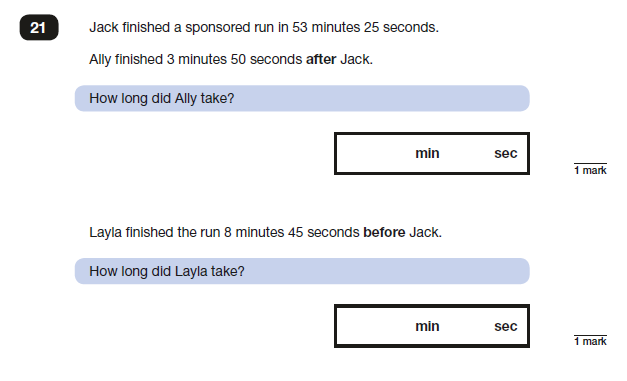 21 Jack finished a sponsored run in 53 minutes 25 seconds.
Ally finished 3 minutes 50 seconds after Jack.
How long did Ally take?
min sec
1 mark
Layla finished the run 8 minutes 45 seconds before Jack.
How long did Layla take?
min sec
1 mark